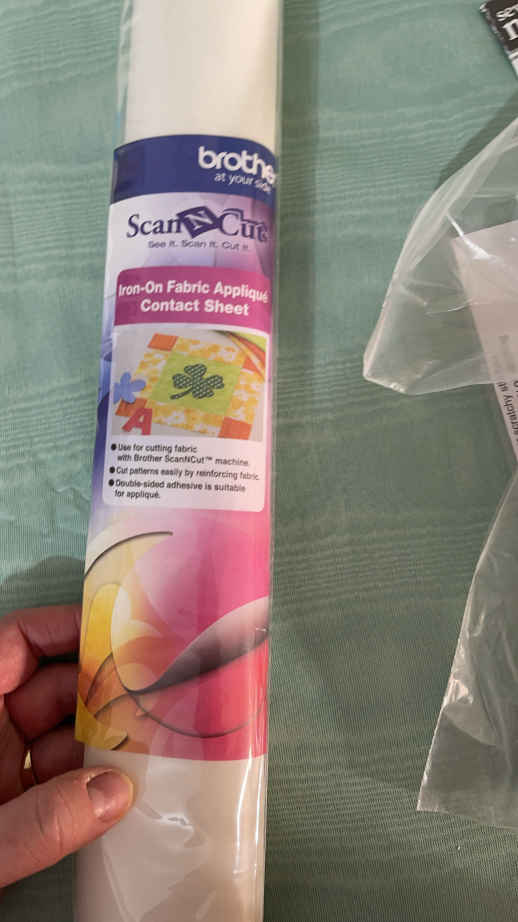 brother
at your side
ScanNCut
See it. Scan it. Cut it.
Iron-On Fabric Appliqué
Contact Sheet
A
●Use for cutting fabric
with Brother ScanNCut™ machine.
●Cut patterns easily by reinforcing fabric.
●Double-sided adhesive is suitable
for appliqué.